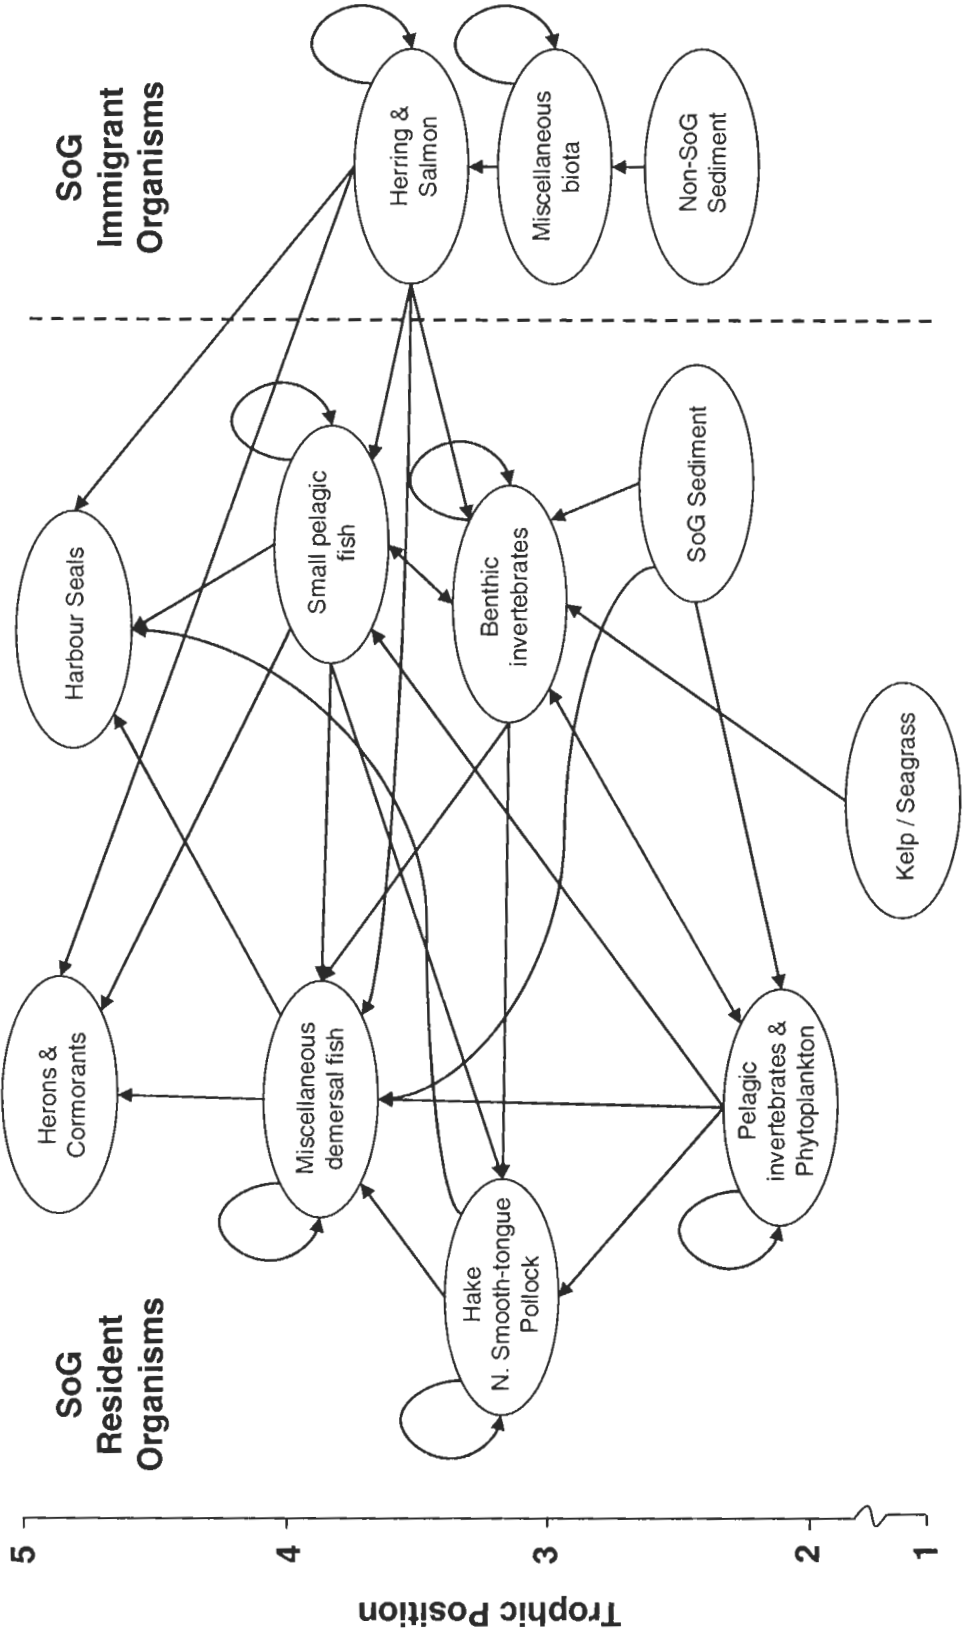 SoG
Resident
Organisms
SoG
Immigrant
Organisms
Trophic Position
5
4
3
2
1
Herons &
Cormorants
Harbour Seals
Miscellaneous
demersal fish
Small pelagic
fish
Herring &
Salmon
Hake
N. Smooth-tongue
Pollock
Benthic
invertebrates
Miscellaneous
biota
Pelagic
invertebrates &
Phytoplankton
SoG Sediment
Non-SoG
Sediment
Kelp / Seagrass